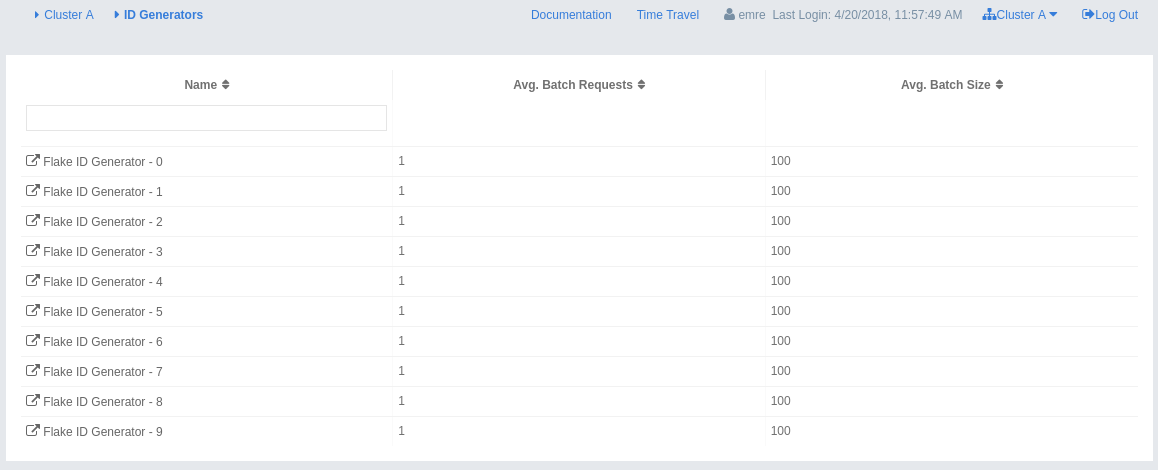 Cluster A ID Generators Documentation Time Travel emre Last Login: 4/20/2018, 11:57:49 AM Cluster A Log Out
Name Avg. Batch Requests Avg. Batch Size
Flake ID Generator - 0 1 100
Flake ID Generator - 1 1 100
Flake ID Generator - 2 1 100
Flake ID Generator - 3 1 100
Flake ID Generator - 4 1 100
Flake ID Generator - 5 1 100
Flake ID Generator - 6 1 100
Flake ID Generator - 7 1 100
Flake ID Generator - 8 1 100
Flake ID Generator - 9 1 100